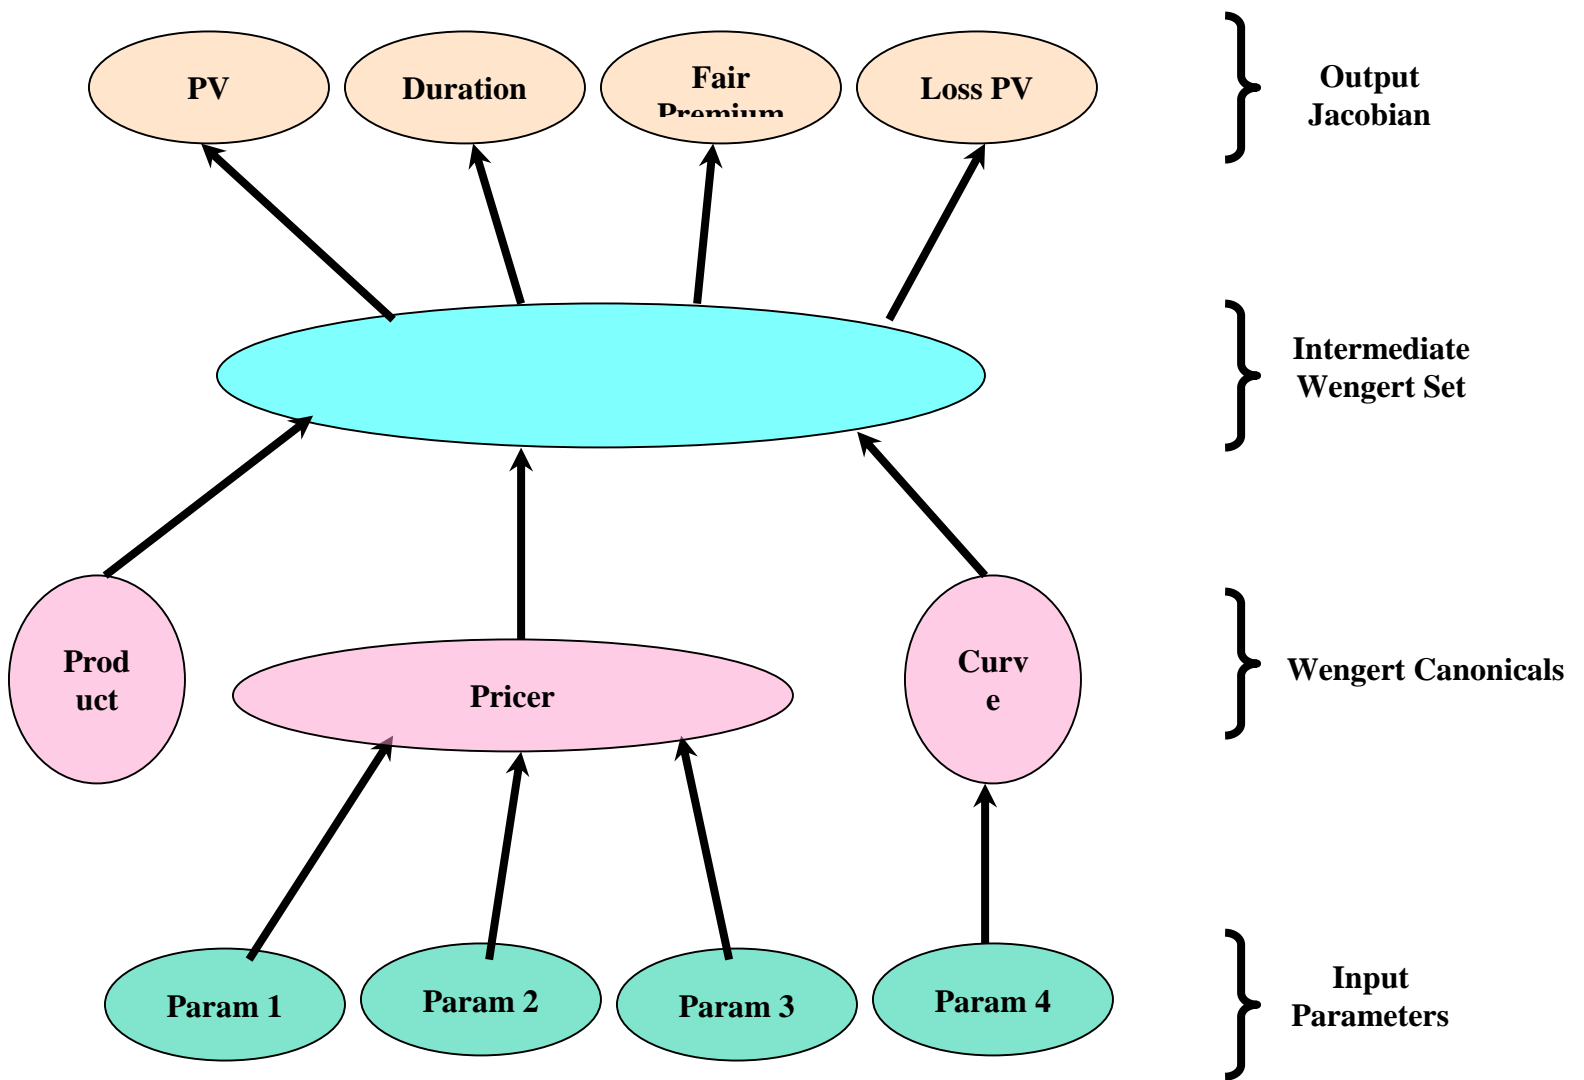 PV
Duration
Fair
Premium
Loss PV
Output
Jacobian
Intermediate
Wengert Set
Prod
uct
Pricer
Curv
e
Wengert Canonicals
Param 1
Param 2
Param 3
Param 4
Input
Parameters